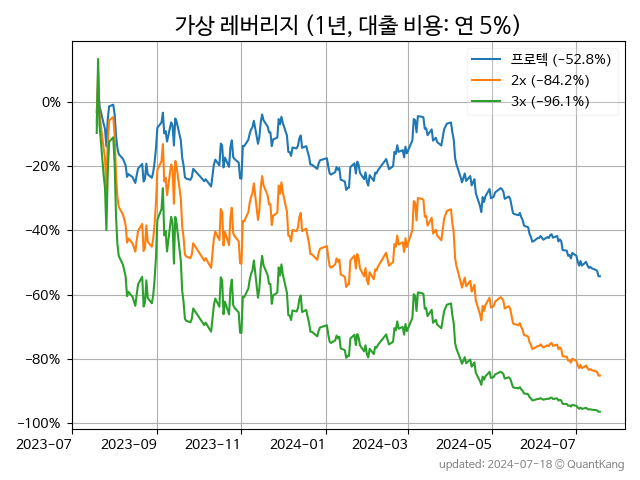 가상 레버리지 (1년, 대출 비용: 연 5%)
프로텍 (−52.8%)
2x (−84.2%)
3x (−96.1%)
0%
−20%
−40%
−60%
−80%
−100%
2023-07 2023-09 2023-11 2024-01 2024-03 2024-05 2024-07
updated: 2024-07-18 © QuantKang